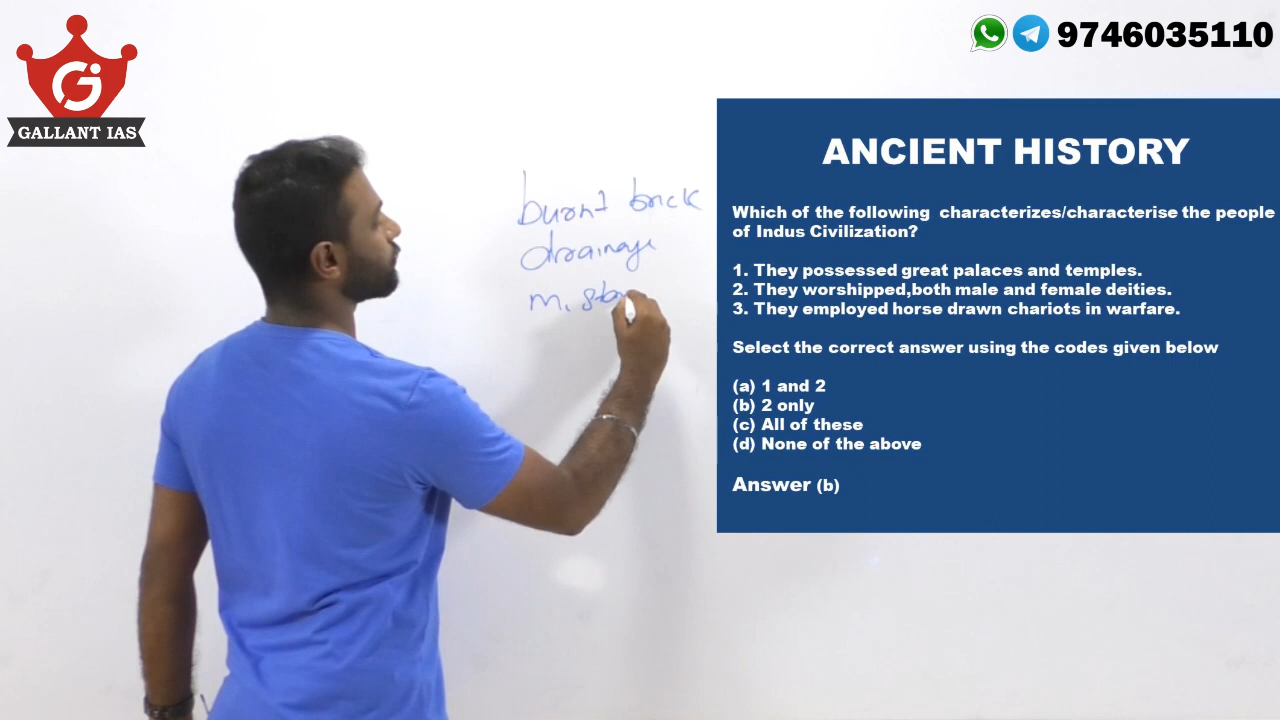 9746035110
GALLANT IAS
burnt brick
drainage
m.
ANCIENT HISTORY
Which of the following characterizes/characterise the people
of Indus Civilization?
1. They possessed great palaces and temples.
2. They worshipped,both male and female deities.
3. They employed horse drawn chariots in warfare.
Select the correct answer using the codes given below
(a) 1 and 2
(b) 2 only
(c) All of these
(d) None of the above
Answer (b)